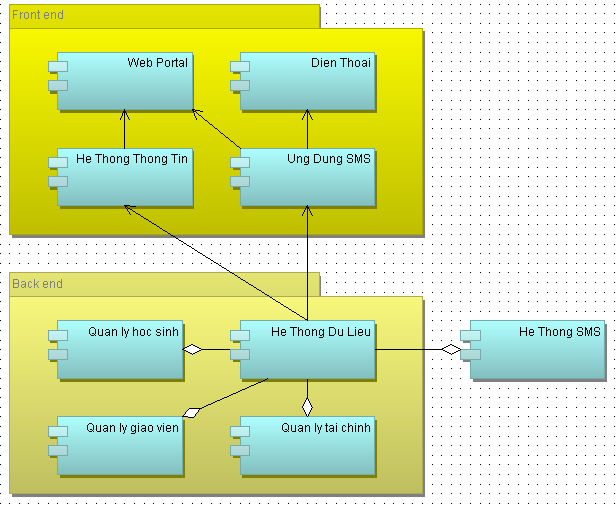 Front end
Web Portal
Dien Thoai
He Thong Thong Tin
Ung Dung SMS
Back end
Quan ly hoc sinh
He Thong Du Lieu
He Thong SMS
Quan ly giao vien
Quan ly tai chinh